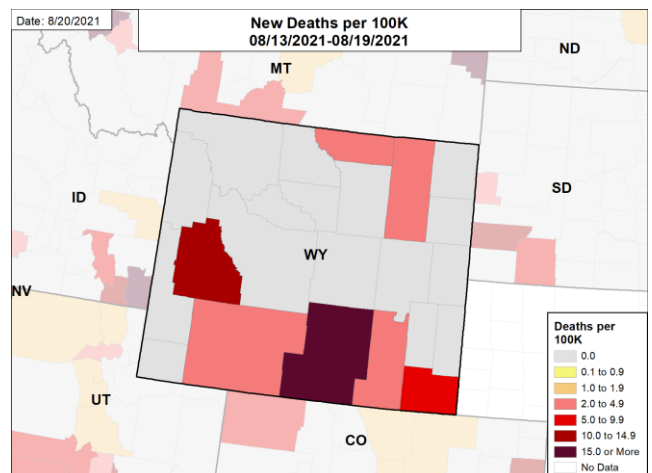 Date: 8/20/2021
New Deaths per 100K
08/13/2021-08/19/2021
MT
ND
ID
SD
WY
NV
UT
CO
Deaths per
100K
0.0
0.1 to 0.9
1.0 to 1.9
2.0 to 4.9
5.0 to 9.9
10.0 to 14.9
15.0 or More
No Data